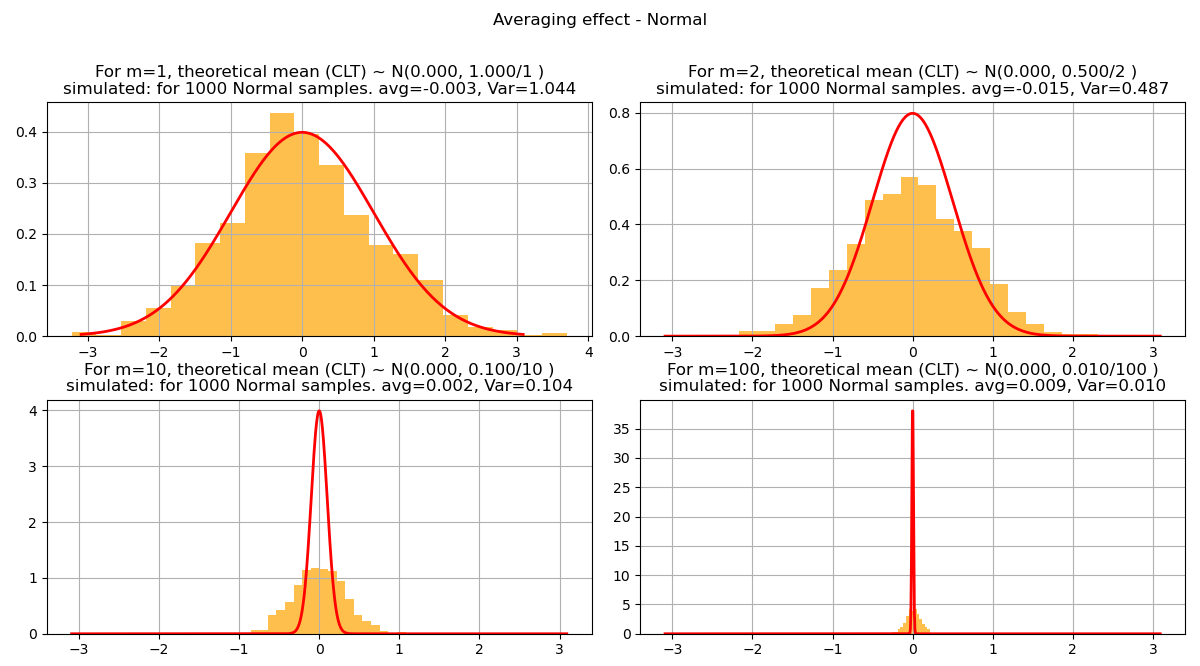 Averaging effect - Normal
For m=1, theoretical mean (CLT) ~ N(0.000, 1.000/1 )
simulated: for 1000 Normal samples. avg=-0.003, Var=1.044
0.4
0.3
0.2
0.1
0.0
−3 −2 −1 0 1 2 3 4
For m=2, theoretical mean (CLT) ~ N(0.000, 0.500/2 )
simulated: for 1000 Normal samples. avg=-0.015, Var=0.487
0.8
0.6
0.4
0.2
0.0
−3 −2 −1 0 1 2 3
For m=10, theoretical mean (CLT) ~ N(0.000, 0.100/10 )
simulated: for 1000 Normal samples. avg=0.002, Var=0.104
4
3
2
1
0
−3 −2 −1 0 1 2 3
For m=100, theoretical mean (CLT) ~ N(0.000, 0.010/100 )
simulated: for 1000 Normal samples. avg=0.009, Var=0.010
35
30
25
20
15
10
5
0
−3 −2 −1 0 1 2 3